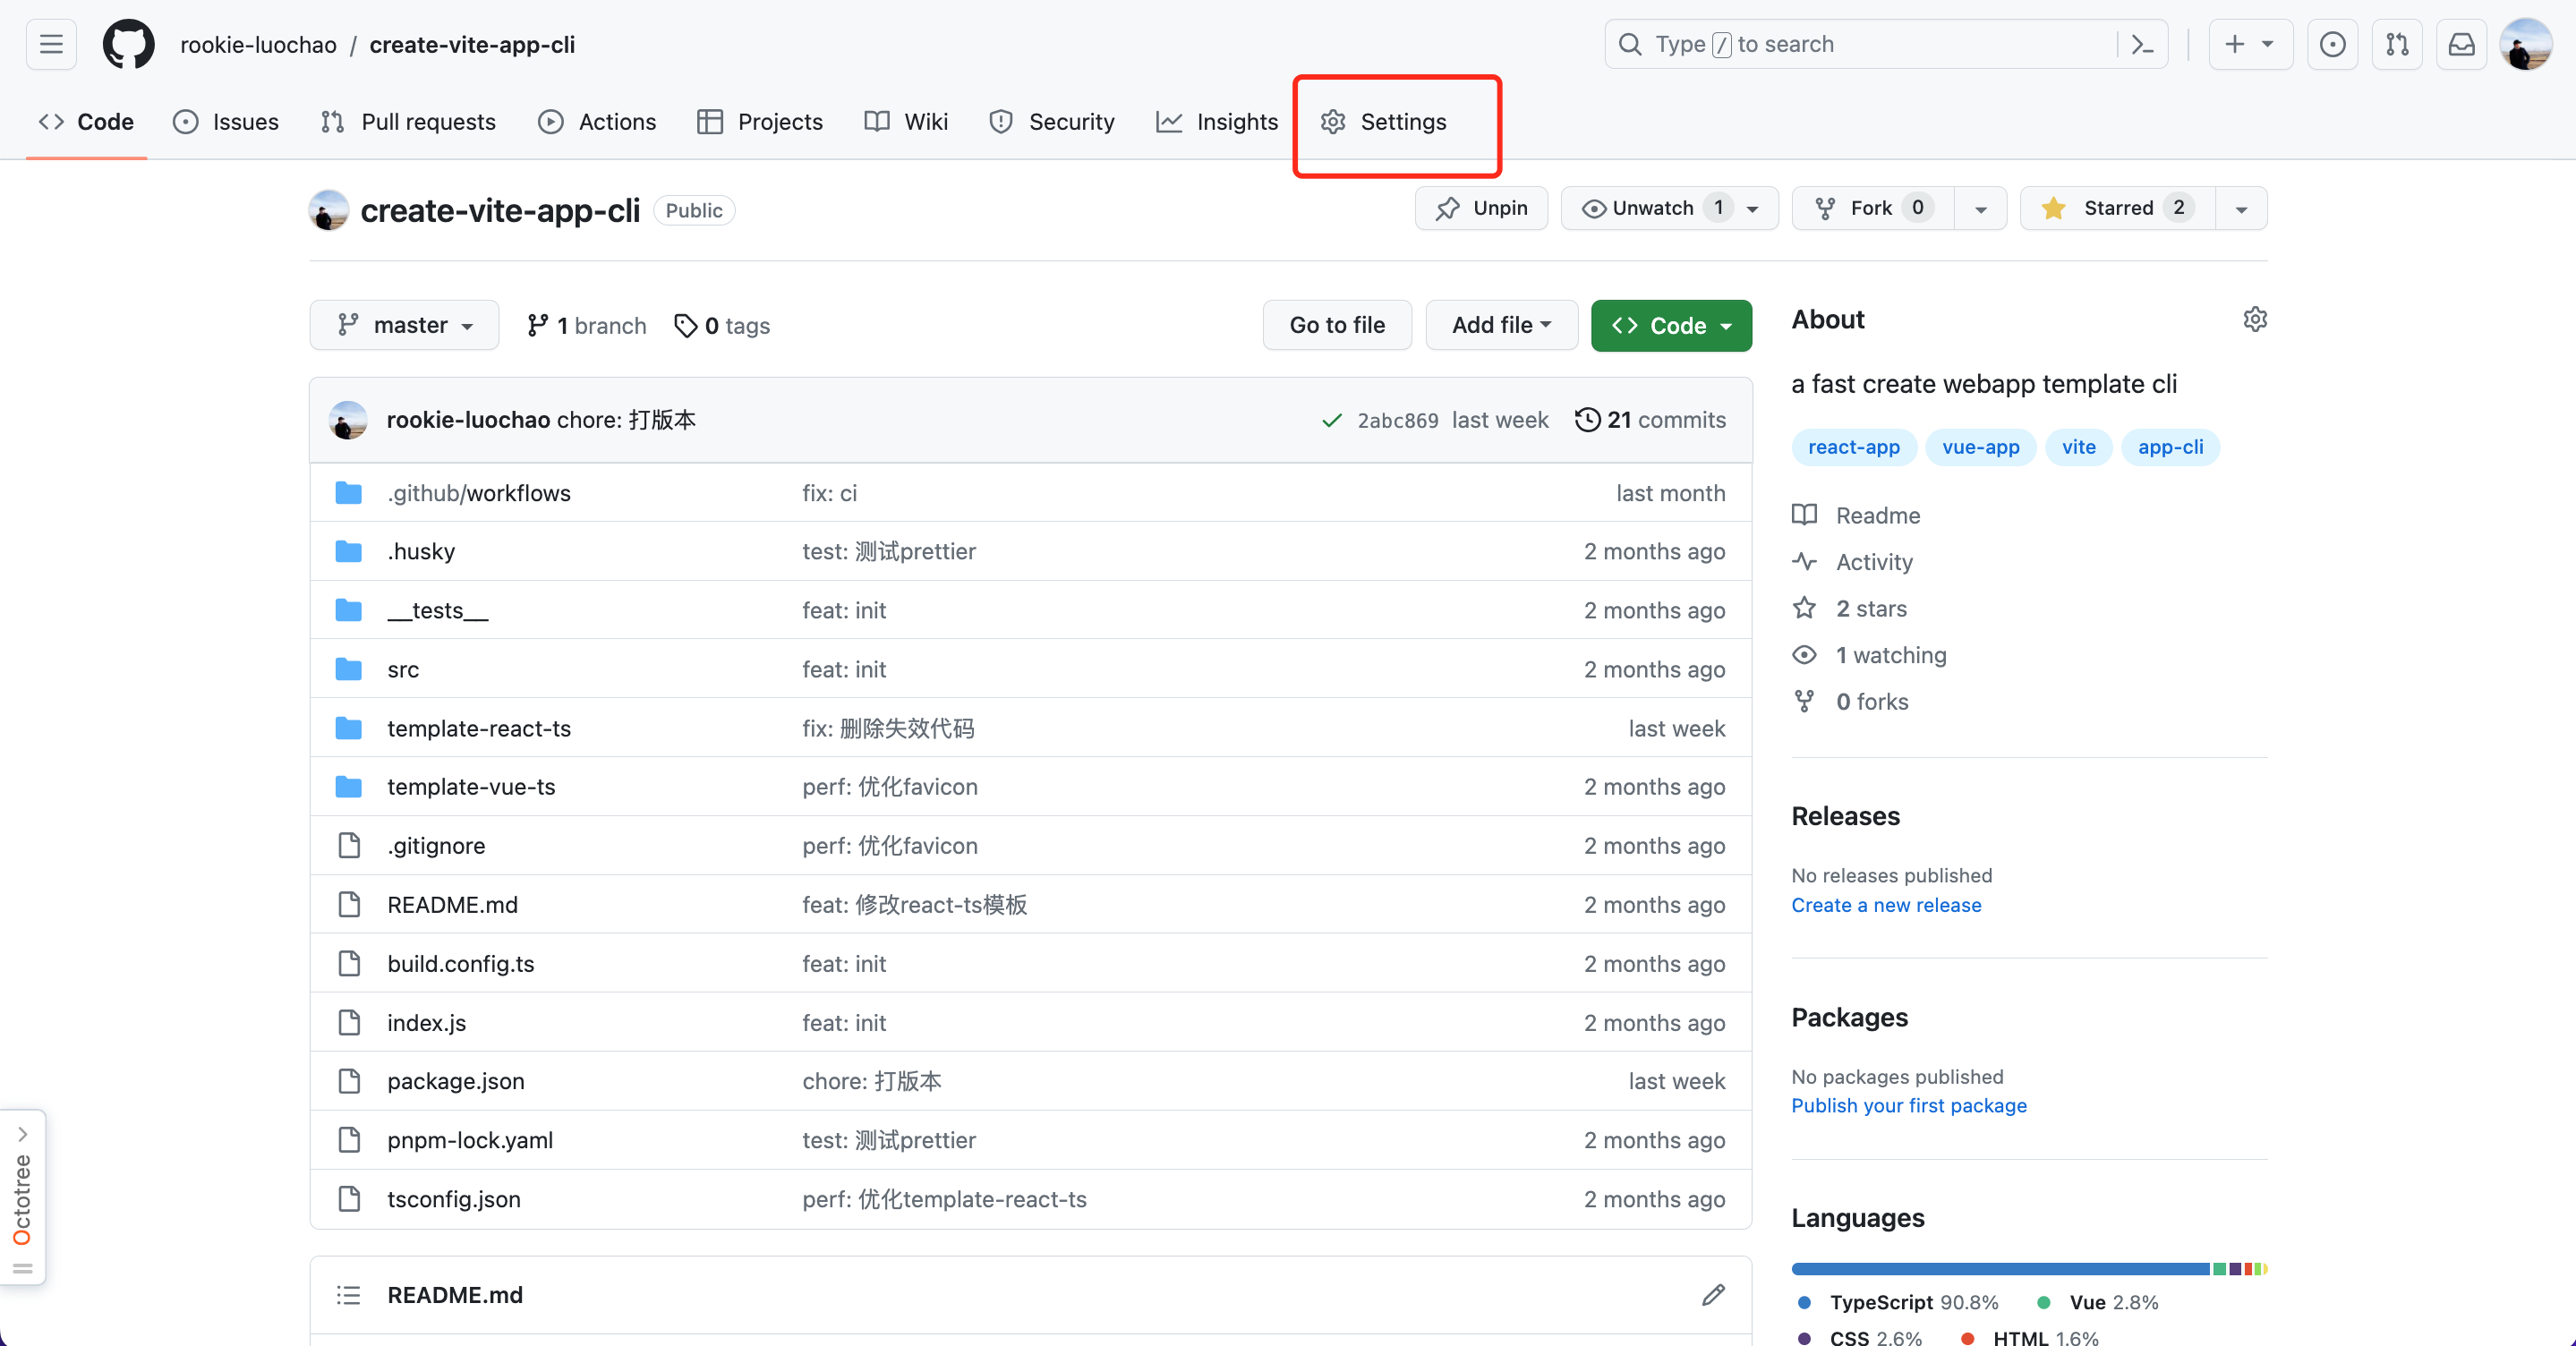 rookie-luochao / create-vite-app-cli
Type / to search
Code Issues Pull requests Actions Projects Wiki Security Insights Settings
create-vite-app-cli Public
Unpin Unwatch 1 Fork 0 Starred 2
master 1 branch 0 tags Go to file Add file Code
rookie-luochao chore: 打版本 2abc869 last week 21 commits
.github/workflows fix: ci last month
.husky test: 测试prettier 2 months ago
__tests__ feat: init 2 months ago
src feat: init 2 months ago
template-react-ts fix: 删除失效代码 last week
template-vue-ts perf: 优化favicon 2 months ago
.gitignore perf: 优化favicon 2 months ago
README.md feat: 修改react-ts模板 2 months ago
build.config.ts feat: init 2 months ago
index.js feat: init 2 months ago
package.json chore: 打版本 last week
pnpm-lock.yaml test: 测试prettier 2 months ago
tsconfig.json perf: 优化template-react-ts 2 months ago
README.md
About
a fast create webapp template cli
react-app vue-app vite app-cli
Readme
Activity
2 stars
1 watching
0 forks
Releases
No releases published
Create a new release
Packages
No packages published
Publish your first package
Languages
TypeScript 90.8% Vue 2.8%
CSS 2.6% HTML 1.6%
Octotree